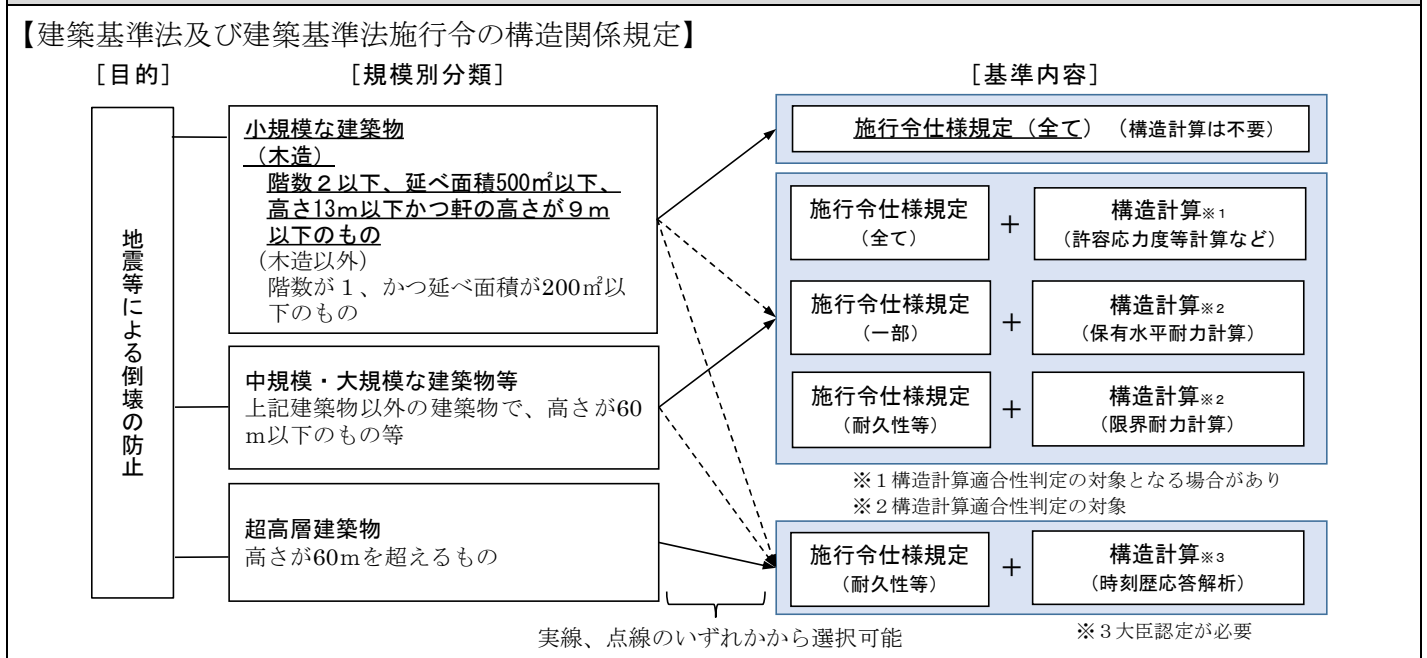 【建築基準法及び建築基準法施行令の構造関係規定】
［目的］
［規模別分類］
［基準内容］
地震等による倒壊の防止
小規模な建築物
（木造）
階数２以下、延べ面積500㎡以下、
高さ13m以下かつ軒の高さが９ｍ
以下のもの
（木造以外）
階数が１、かつ延べ面積が200㎡以
下のもの
中規模・大規模な建築物等
上記建築物以外の建築物で、高さが60
ｍ以下のもの等
超高層建築物
高さが60ｍを超えるもの
施行令仕様規定（全て）（構造計算は不要）
施行令仕様規定
（全て）
＋
構造計算※1
（許容応力度等計算など）
施行令仕様規定
（一部）
＋
構造計算※2
（保有水平耐力計算）
施行令仕様規定
（耐久性等）
＋
構造計算※2
（限界耐力計算）
※１構造計算適合性判定の対象となる場合があり
※２構造計算適合性判定の対象
施行令仕様規定
（耐久性等）
＋
構造計算※3
（時刻歴応答解析）
※３大臣認定が必要
実線、点線のいずれかから選択可能